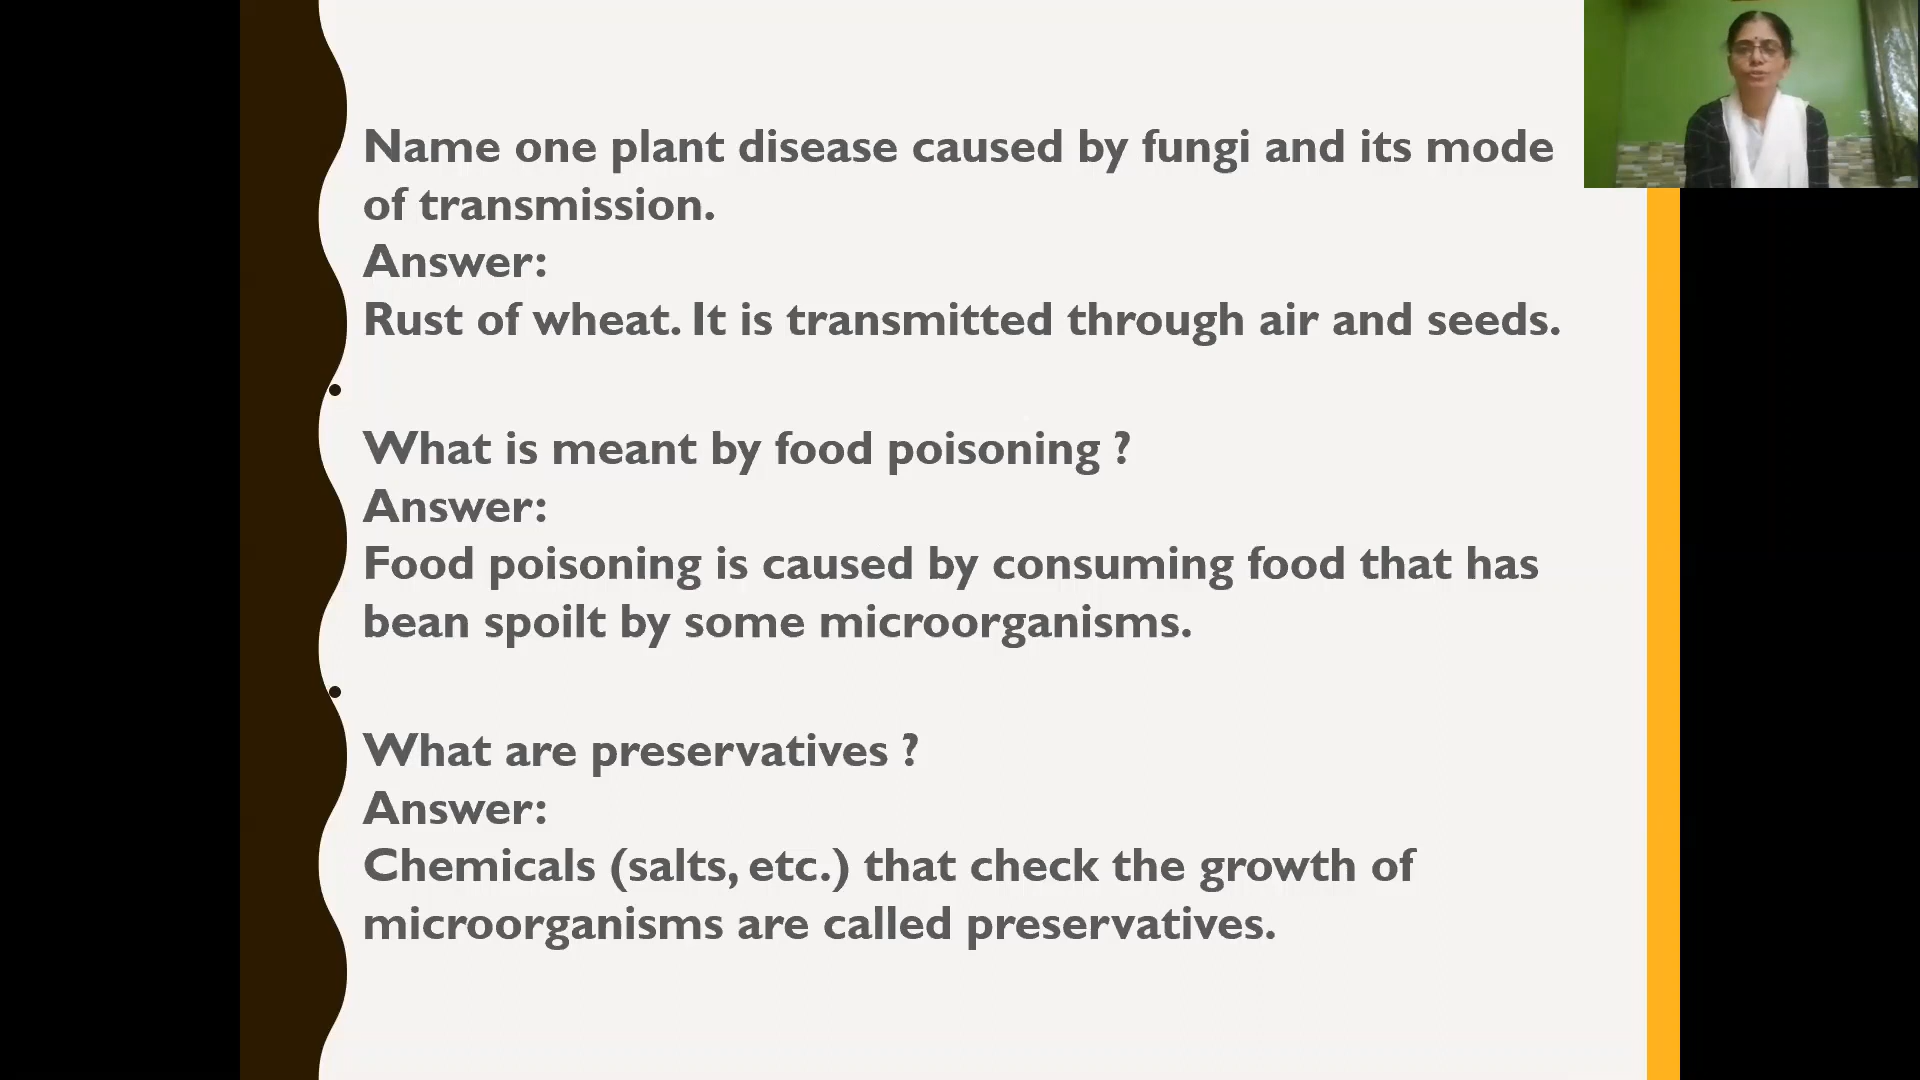 Name one plant disease caused by fungi and its mode
of transmission.
Answer:
Rust of wheat. It is transmitted through air and seeds.
What is meant by food poisoning ?
Answer:
Food poisoning is caused by consuming food that has
bean spoilt by some microorganisms.
What are preservatives ?
Answer:
Chemicals (salts, etc.) that check the growth of
microorganisms are called preservatives.